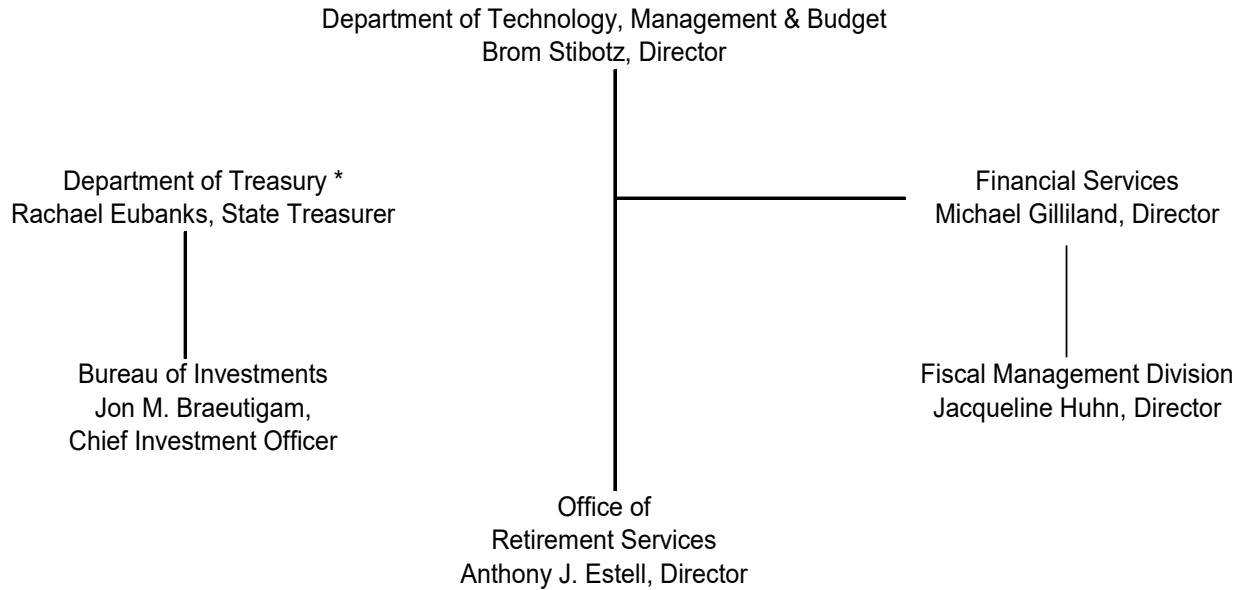 Department of Technology, Management & Budget
Brom Stibotz, Director
Department of Treasury *
Rachael Eubanks, State Treasurer
Financial Services
Michael Gilliland, Director
Bureau of Investments
Jon M. Braeutigam,
Chief Investment Officer
Fiscal Management Division
Jacqueline Huhn, Director
Office of
Retirement Services
Anthony J. Estell, Director